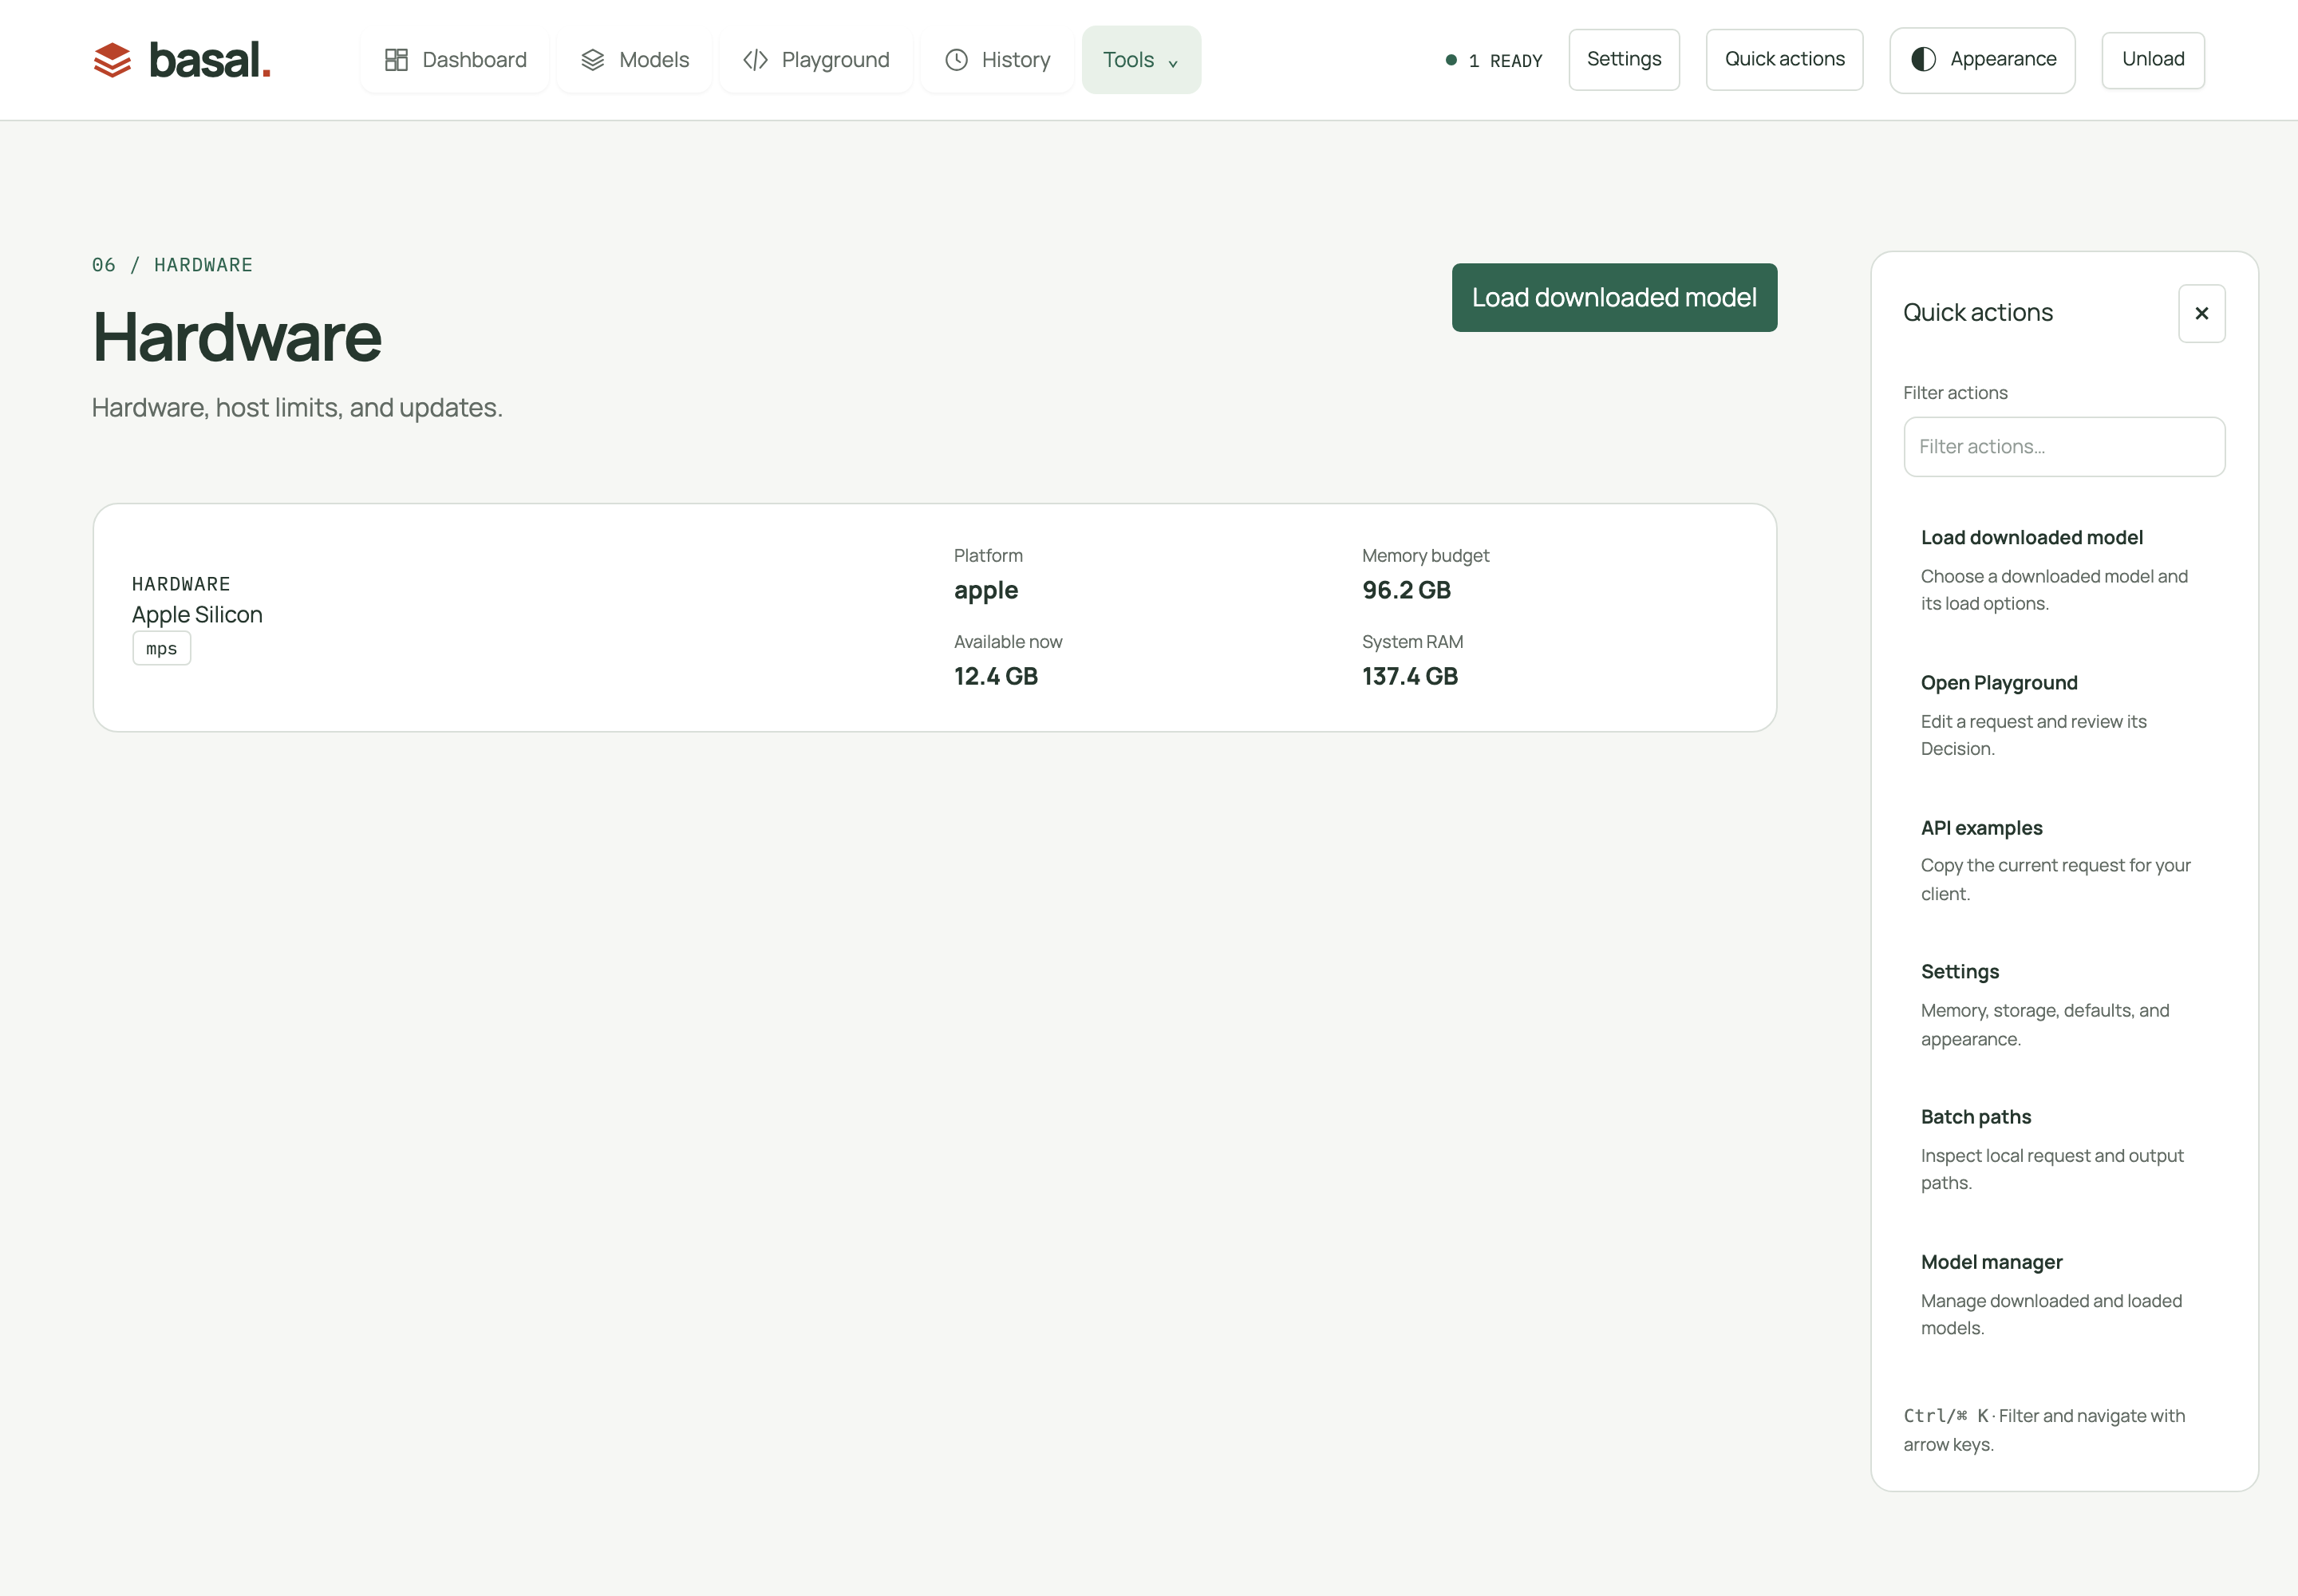 basal.
Dashboard
Models
Playground
History
Tools
1 READY
Settings
Quick actions
Appearance
Unload
06 / HARDWARE
Hardware
Hardware, host limits, and updates.
Load downloaded model
HARDWARE
Apple Silicon
mps
Platform
apple
Memory budget
96.2 GB
Available now
12.4 GB
System RAM
137.4 GB
Quick actions
Filter actions
Filter actions...
Load downloaded model
Choose a downloaded model and
its load options.
Open Playground
Edit a request and review its
Decision.
API examples
Copy the current request for your
client.
Settings
Memory, storage, defaults, and
appearance.
Batch paths
Inspect local request and output
paths.
Model manager
Manage downloaded and loaded
models.
Ctrl/⌘ K · Filter and navigate with
arrow keys.